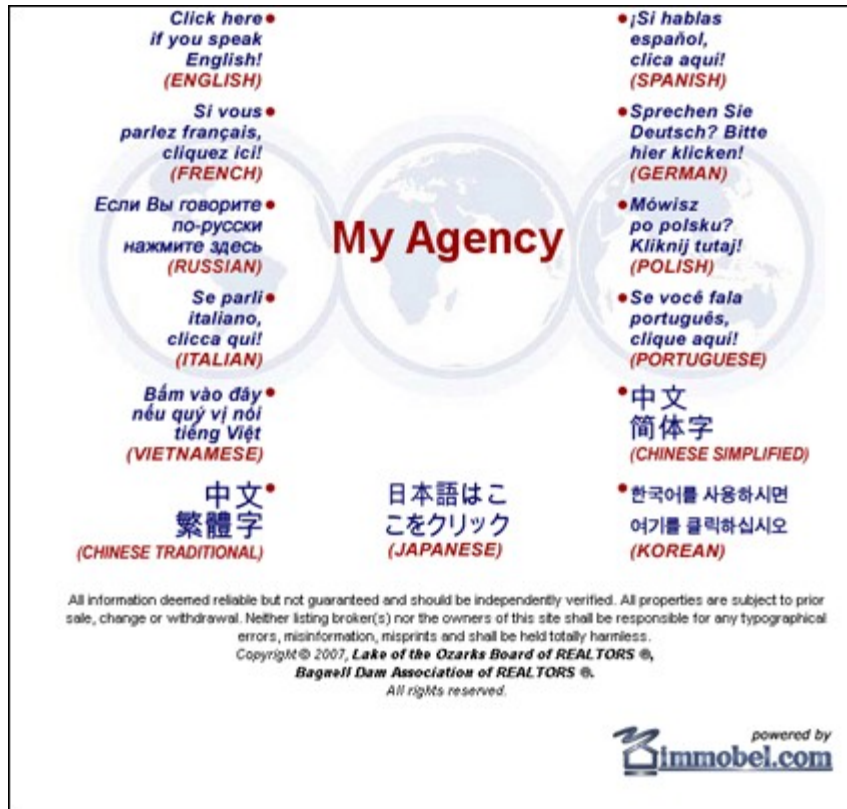 Click here
if you speak
English!
(ENGLISH)
¡Si hablas
español,
clica aquí!
(SPANISH)
Si vous
parlez français,
cliquez ici!
(FRENCH)
Sprechen Sie
Deutsch? Bitte
hier klicken!
(GERMAN)
Если Вы говорите
по-русски
нажмите здесь
(RUSSIAN)
My Agency
Mówisz
po polsku?
Kliknij tutaj!
(POLISH)
Se parli
italiano,
clicca qui!
(ITALIAN)
Se você fala
português,
clique aquí!
(PORTUGUESE)
Bấm vào đây
nếu quý vị nói
tiếng Việt
(VIETNAMESE)
中文
简体字
(CHINESE SIMPLIFIED)
中文
繁體字
(CHINESE TRADITIONAL)
日本語はこ
こをクリック
(JAPANESE)
한국어를 사용하시면
여기를 클릭하십시오
(KOREAN)
All information deemed reliable but not guaranteed and should be independently verified. All properties are subject to prior
sale, change or withdrawal. Neither listing broker(s) nor the owners of this site shall be responsible for any typographical
errors, misinformation, misprints and shall be held totally harmless.
Copyright © 2007, Lake of the Ozarks Board of REALTORS ®,
Bagnell Dam Association of REALTORS ®.
All rights reserved.
powered by
immobel.com